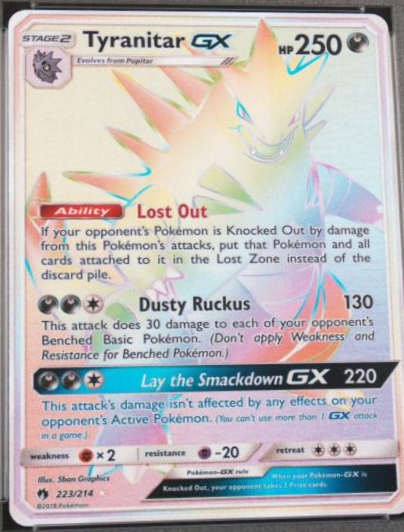 STAGE2 Tyranitar GX HP250
Evolves from Pupitar
Ability Lost Out
If your opponent's Pokémon is Knocked Out by damage
from this Pokémon's attacks, put that Pokémon and all
cards attached to it in the Lost Zone instead of the
discard pile.
Dusty Ruckus 130
This attack does 30 damage to each of your opponent's
Benched Basic Pokémon. (Don't apply Weakness and
Resistance for Benched Pokémon.)
Lay the Smackdown GX 220
This attack's damage isn't affected by any effects on your
opponent's Active Pokémon. (You can't use more than 1 GX attack
in a game.)
weakness ×2 resistance -20 retreat
Pokémon-GX rule
When your Pokémon-GX is
Knocked Out, your opponent takes 2 Prize cards.
Illus. 5ban Graphics
223/214
©2018 Pokémon